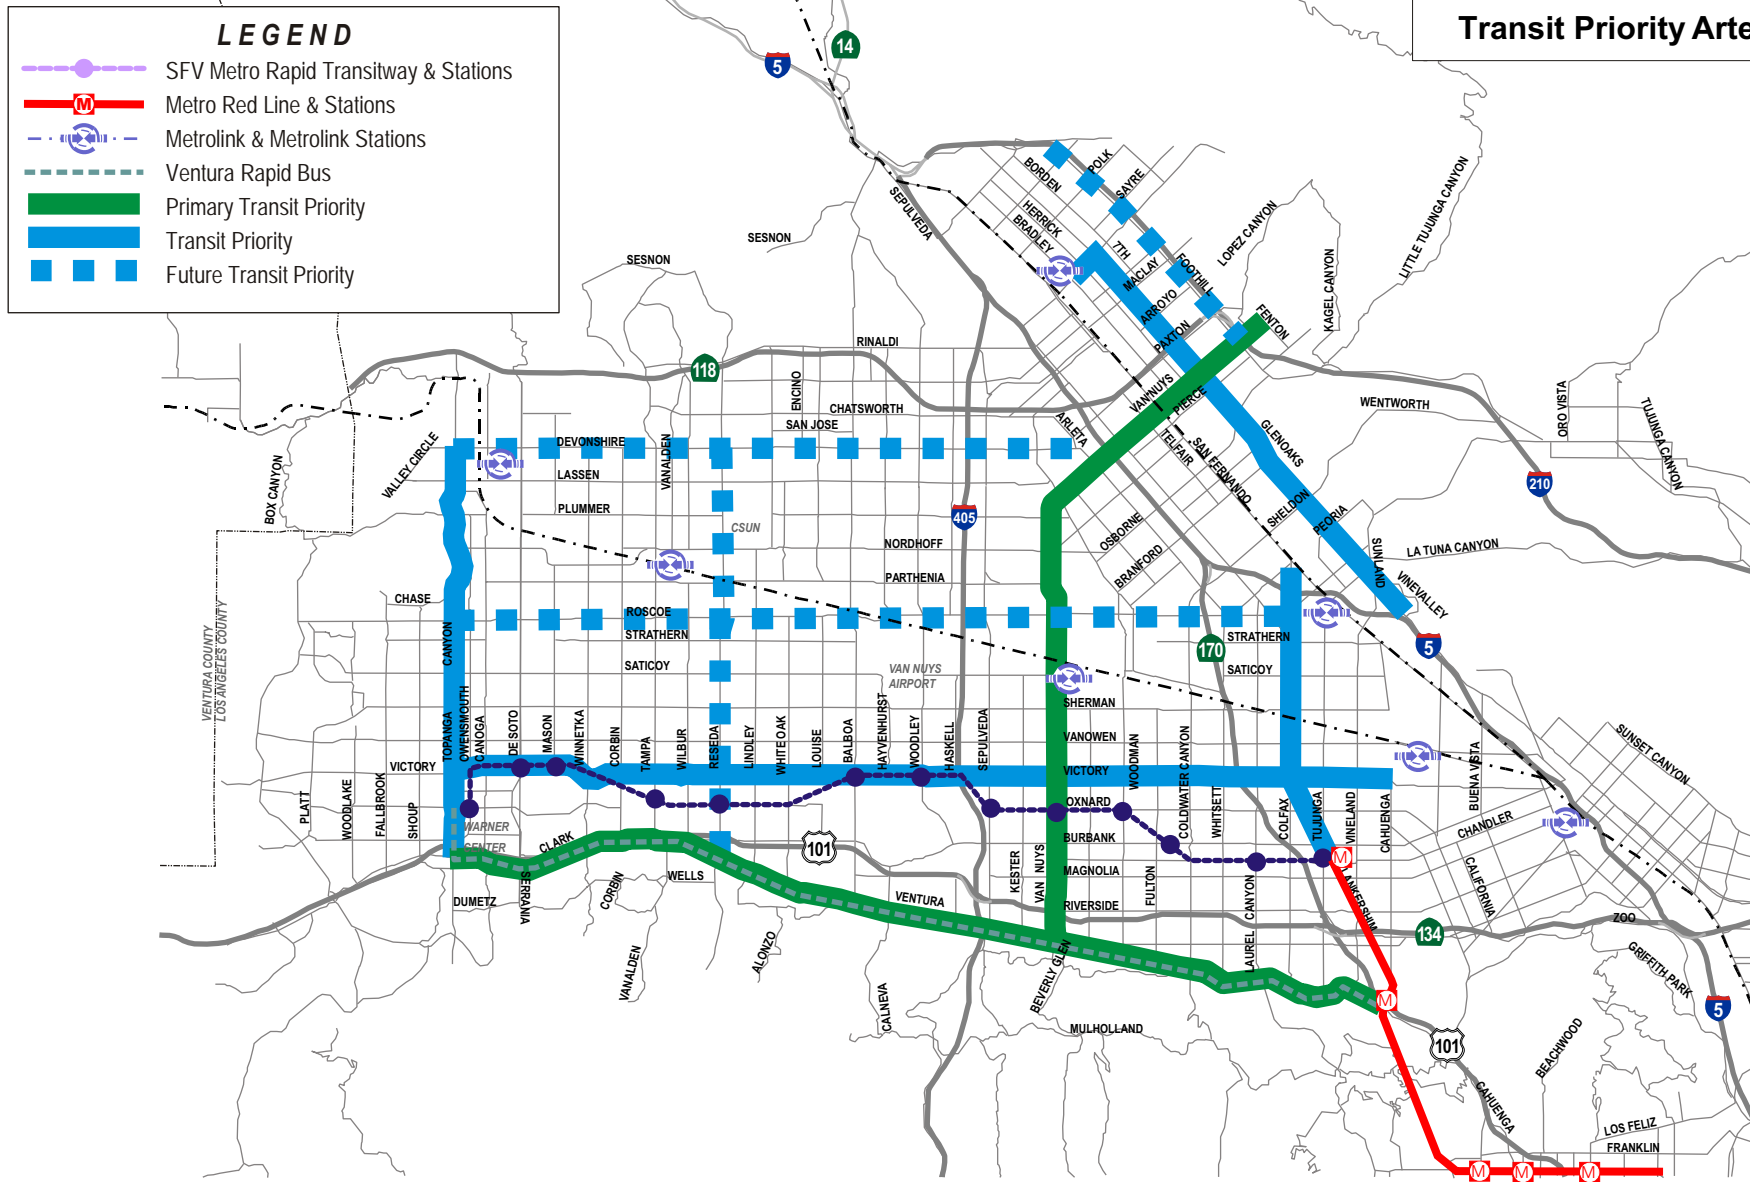 LEGEND
SFV Metro Rapid Transitway & Stations
M
Metro Red Line & Stations
Metrolink & Metrolink Stations
Ventura Rapid Bus
Primary Transit Priority
Transit Priority
Future Transit Priority
Transit Priority Arte
14
5
BORDEN
POLK
SAYRE
SEPULVEDA
HERRICK
BRADLEY
7TH
MACLAY
ARROYO
PAXTON
FOOTHILL
LOPEZ CANYON
KAGEL CANYON
LITTLE TUJUNGA CANYON
FENTON
SESNON
SESNON
RINALDI
118
ENCINO
CHATSWORTH
SAN JOSE
VAN NUYS
PIERCE
ARLETA
TELFAIR
SAN FERNANDO
GLENOAKS
WENTWORTH
ORO VISTA
TUJUNGA CANYON
BOX CANYON
VALLEY CIRCLE
DEVONSHIRE
LASSEN
VANALDEN
PLUMMER
CSUN
405
210
NORDHOFF
PARTHENIA
OSBORNE
BRANFORD
SHELDON
PEORIA
SUNLAND
LA TUNA CANYON
VINEVALLEY
CHASE
ROSCOE
STRATHERN
SATICOY
STRATHERN
SATICOY
170
5
VENTURA COUNTY
LOS ANGELES COUNTY
VAN NUYS
AIRPORT
SHERMAN
VANOWEN
VICTORY
OXNARD
BURBANK
MAGNOLIA
RIVERSIDE
VICTORY
PLATT
WOODLAKE
FALLBROOK
SHOUP
TOPANGA
CANYON
OWENSMOUTH
CANOGA
DE SOTO
MASON
WINNETKA
CORBIN
TAMPA
WILBUR
RESEDA
LINDLEY
WHITE OAK
LOUISE
BALBOA
HAYVENHURST
WOODLEY
HASKELL
SEPULVEDA
KESTER
VAN NUYS
WOODMAN
FULTON
COLDWATER CANYON
WHITSETT
LAUREL CANYON
COLFAX
TUJUNGA
VINELAND
CAHUENGA
LANKERSHIM
BUENA VISTA
CHANDLER
CALIFORNIA
SUNSET CANYON
WARNER
CENTER
CLARK
101
WELLS
DUMETZ
SERRANIA
CORBIN
VANALDEN
ALONZO
VENTURA
CALNEVA
BEVERLY GLEN
MULHOLLAND
M
M
134
ZOO
GRIFFITH PARK
5
101
BEACHWOOD
CAHUENGA
LOS FELIZ
FRANKLIN
M
M
M